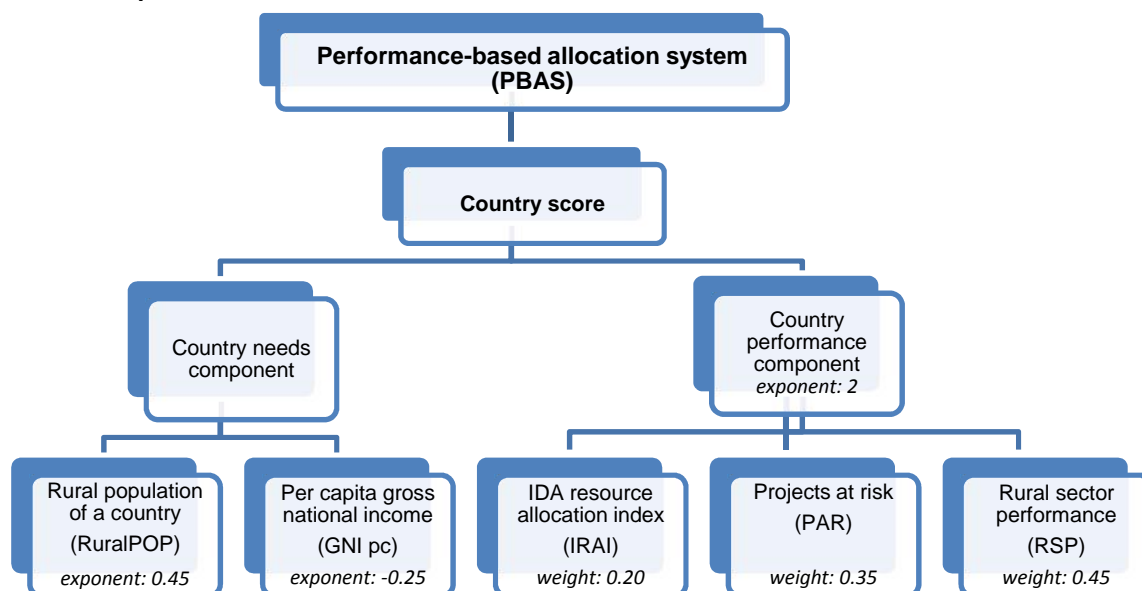 Performance-based allocation system
(PBAS)
Country score
Country needs
component
Country
performance
component
exponent: 2
Rural population
of a country
(RuralPOP)
exponent: 0.45
Per capita gross
national income
(GNI pc)
exponent: -0.25
IDA resource
allocation index
(IRAI)
weight: 0.20
Projects at risk
(PAR)
weight: 0.35
Rural sector
performance
(RSP)
weight: 0.45